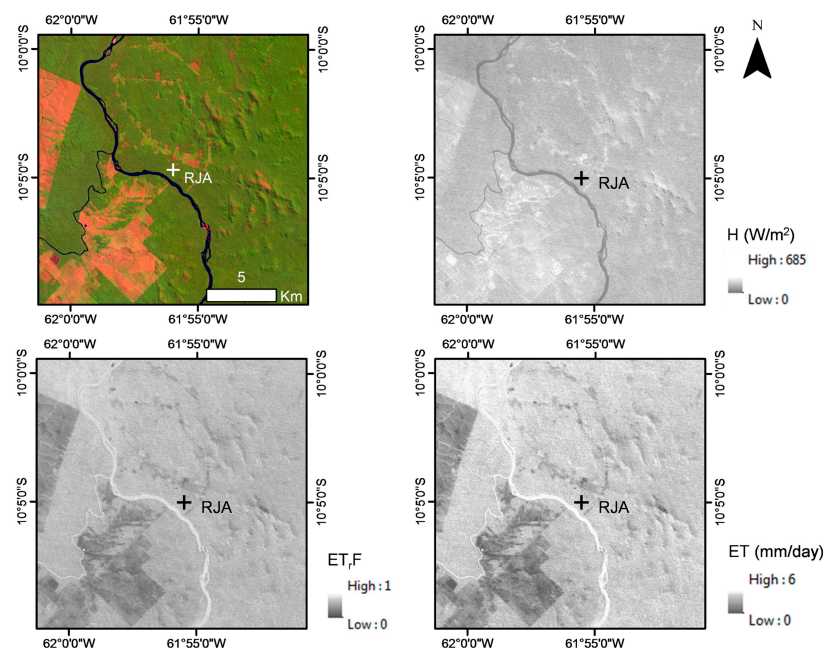 62°0'0"W 61°55'0"W 62°0'0"W 61°55'0"W
N
10°0'0"S 10°0'0"S 10°0'0"S 10°0'0"S
10°5'0"S 10°5'0"S 10°5'0"S 10°5'0"S
RJA RJA
H (W/m²)
High : 685
Low : 0
5
Km
62°0'0"W 61°55'0"W 62°0'0"W 61°55'0"W
62°0'0"W 61°55'0"W 62°0'0"W 61°55'0"W
10°0'0"S 10°0'0"S 10°0'0"S 10°0'0"S
10°5'0"S 10°5'0"S 10°5'0"S 10°5'0"S
RJA RJA
ETrF
High : 1
Low : 0
ET (mm/day)
High : 6
Low : 0
62°0'0"W 61°55'0"W 62°0'0"W 61°55'0"W